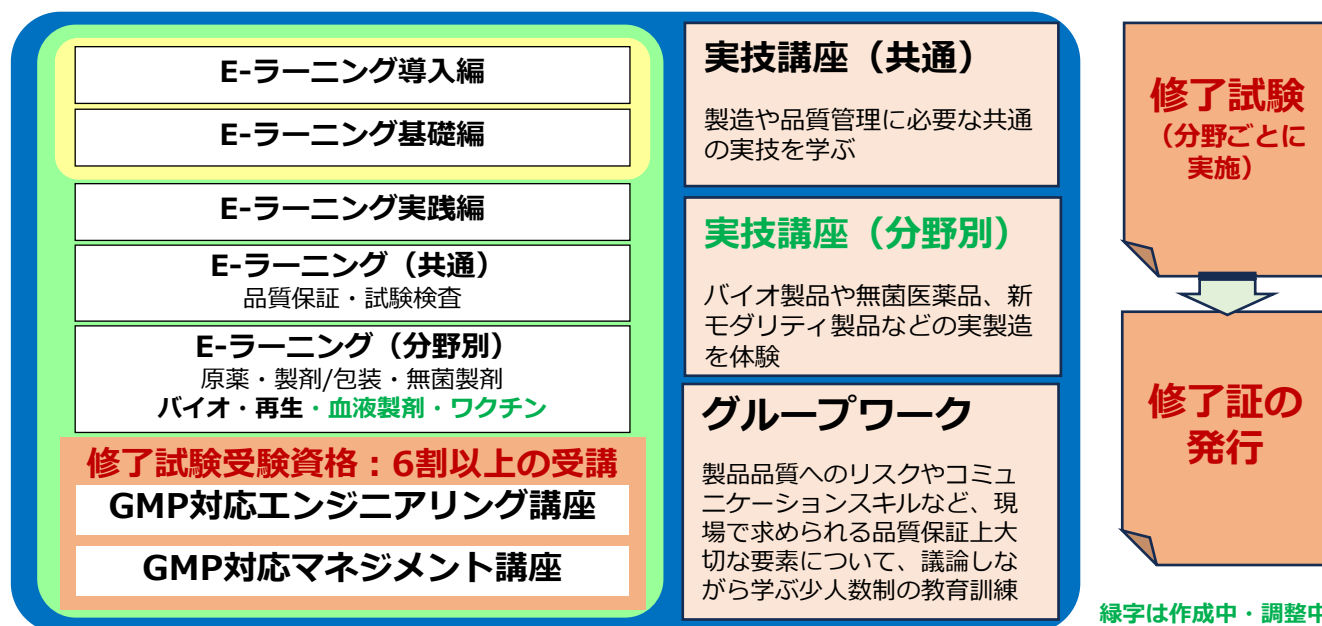 E-ラーニング導入編
E-ラーニング基礎編
E-ラーニング実践編
E-ラーニング（共通）
品質保証・試験検査
E-ラーニング（分野別）
原薬・製剤/包装・無菌製剤
バイオ・再生・血液製剤・ワクチン
修了試験受験資格：6割以上の受講
GMP対応エンジニアリング講座
GMP対応マネジメント講座
実技講座（共通）
製造や品質管理に必要な共通
の実技を学ぶ
実技講座（分野別）
バイオ製品や無菌医薬品、新
モダリティ製品などの実製造
を体験
グループワーク
製品品質へのリスクやコミュ
ニケーションスキルなど、現
場で求められる品質保証上大
切な要素について、議論しな
がら学ぶ少人数制の教育訓練
修了試験
（分野ごとに
実施）
修了証の
発行
緑字は作成中・調整中